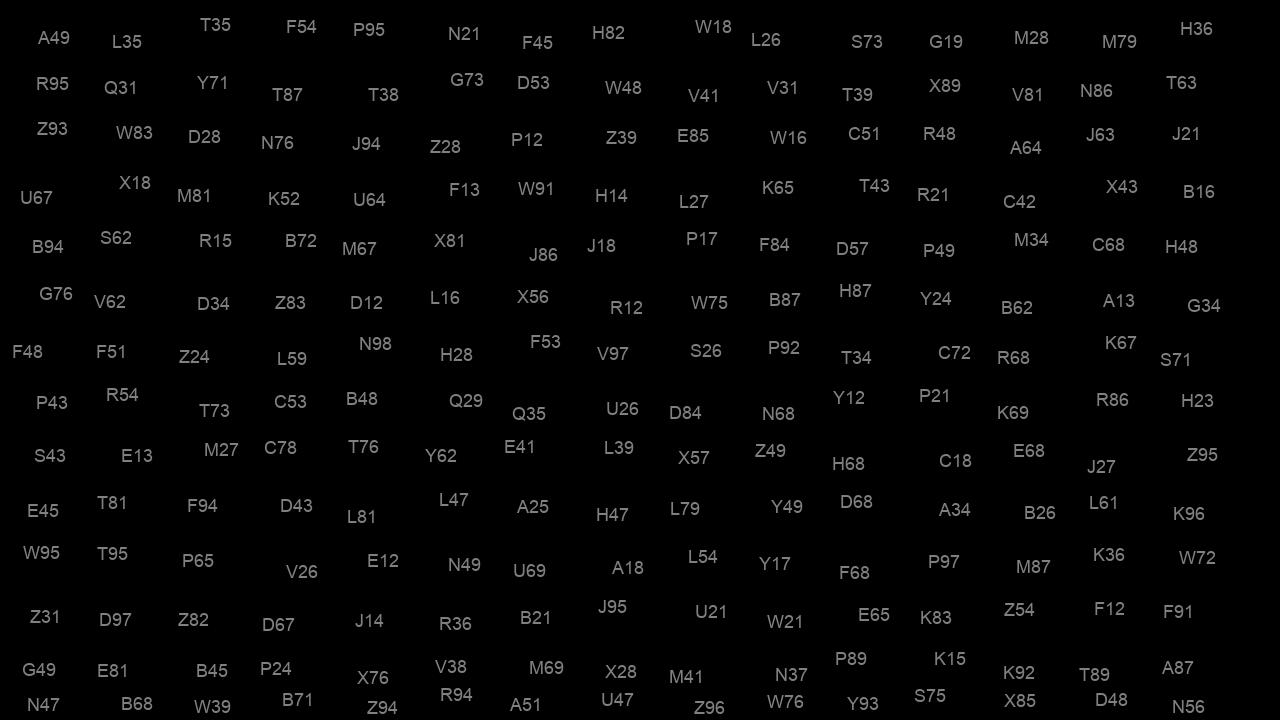 A49 L35 T35 F54 P95 N21 F45 H82 W18 L26 S73 G19 M28 M79 H36
R95 Q31 Y71 T87 T38 G73 D53 W48 V41 V31 T39 X89 V81 N86 T63
Z93 W83 D28 N76 J94 Z28 P12 Z39 E85 W16 C51 R48 A64 J63 J21
U67 X18 M81 K52 U64 F13 W91 H14 L27 K65 T43 R21 C42 X43 B16
B94 S62 R15 B72 M67 X81 J86 J18 P17 F84 D57 P49 M34 C68 H48
G76 V62 D34 Z83 D12 L16 X56 R12 W75 B87 H87 Y24 B62 A13 G34
F48 F51 Z24 L59 N98 H28 F53 V97 S26 P92 T34 C72 R68 K67 S71
P43 R54 T73 C53 B48 Q29 Q35 U26 D84 N68 Y12 P21 K69 R86 H23
S43 E13 M27 C78 T76 Y62 E41 L39 X57 Z49 H68 C18 E68 J27 Z95
E45 T81 F94 D43 L81 L47 A25 H47 L79 Y49 D68 A34 B26 L61 K96
W95 T95 P65 V26 E12 N49 U69 A18 L54 Y17 F68 P97 M87 K36 W72
Z31 D97 Z82 D67 J14 R36 B21 J95 U21 W21 E65 K83 Z54 F12 F91
G49 E81 B45 P24 X76 V38 M69 X28 M41 N37 P89 K15 K92 T89 A87
N47 B68 W39 B71 Z94 R94 A51 U47 Z96 W76 Y93 S75 X85 D48 N56